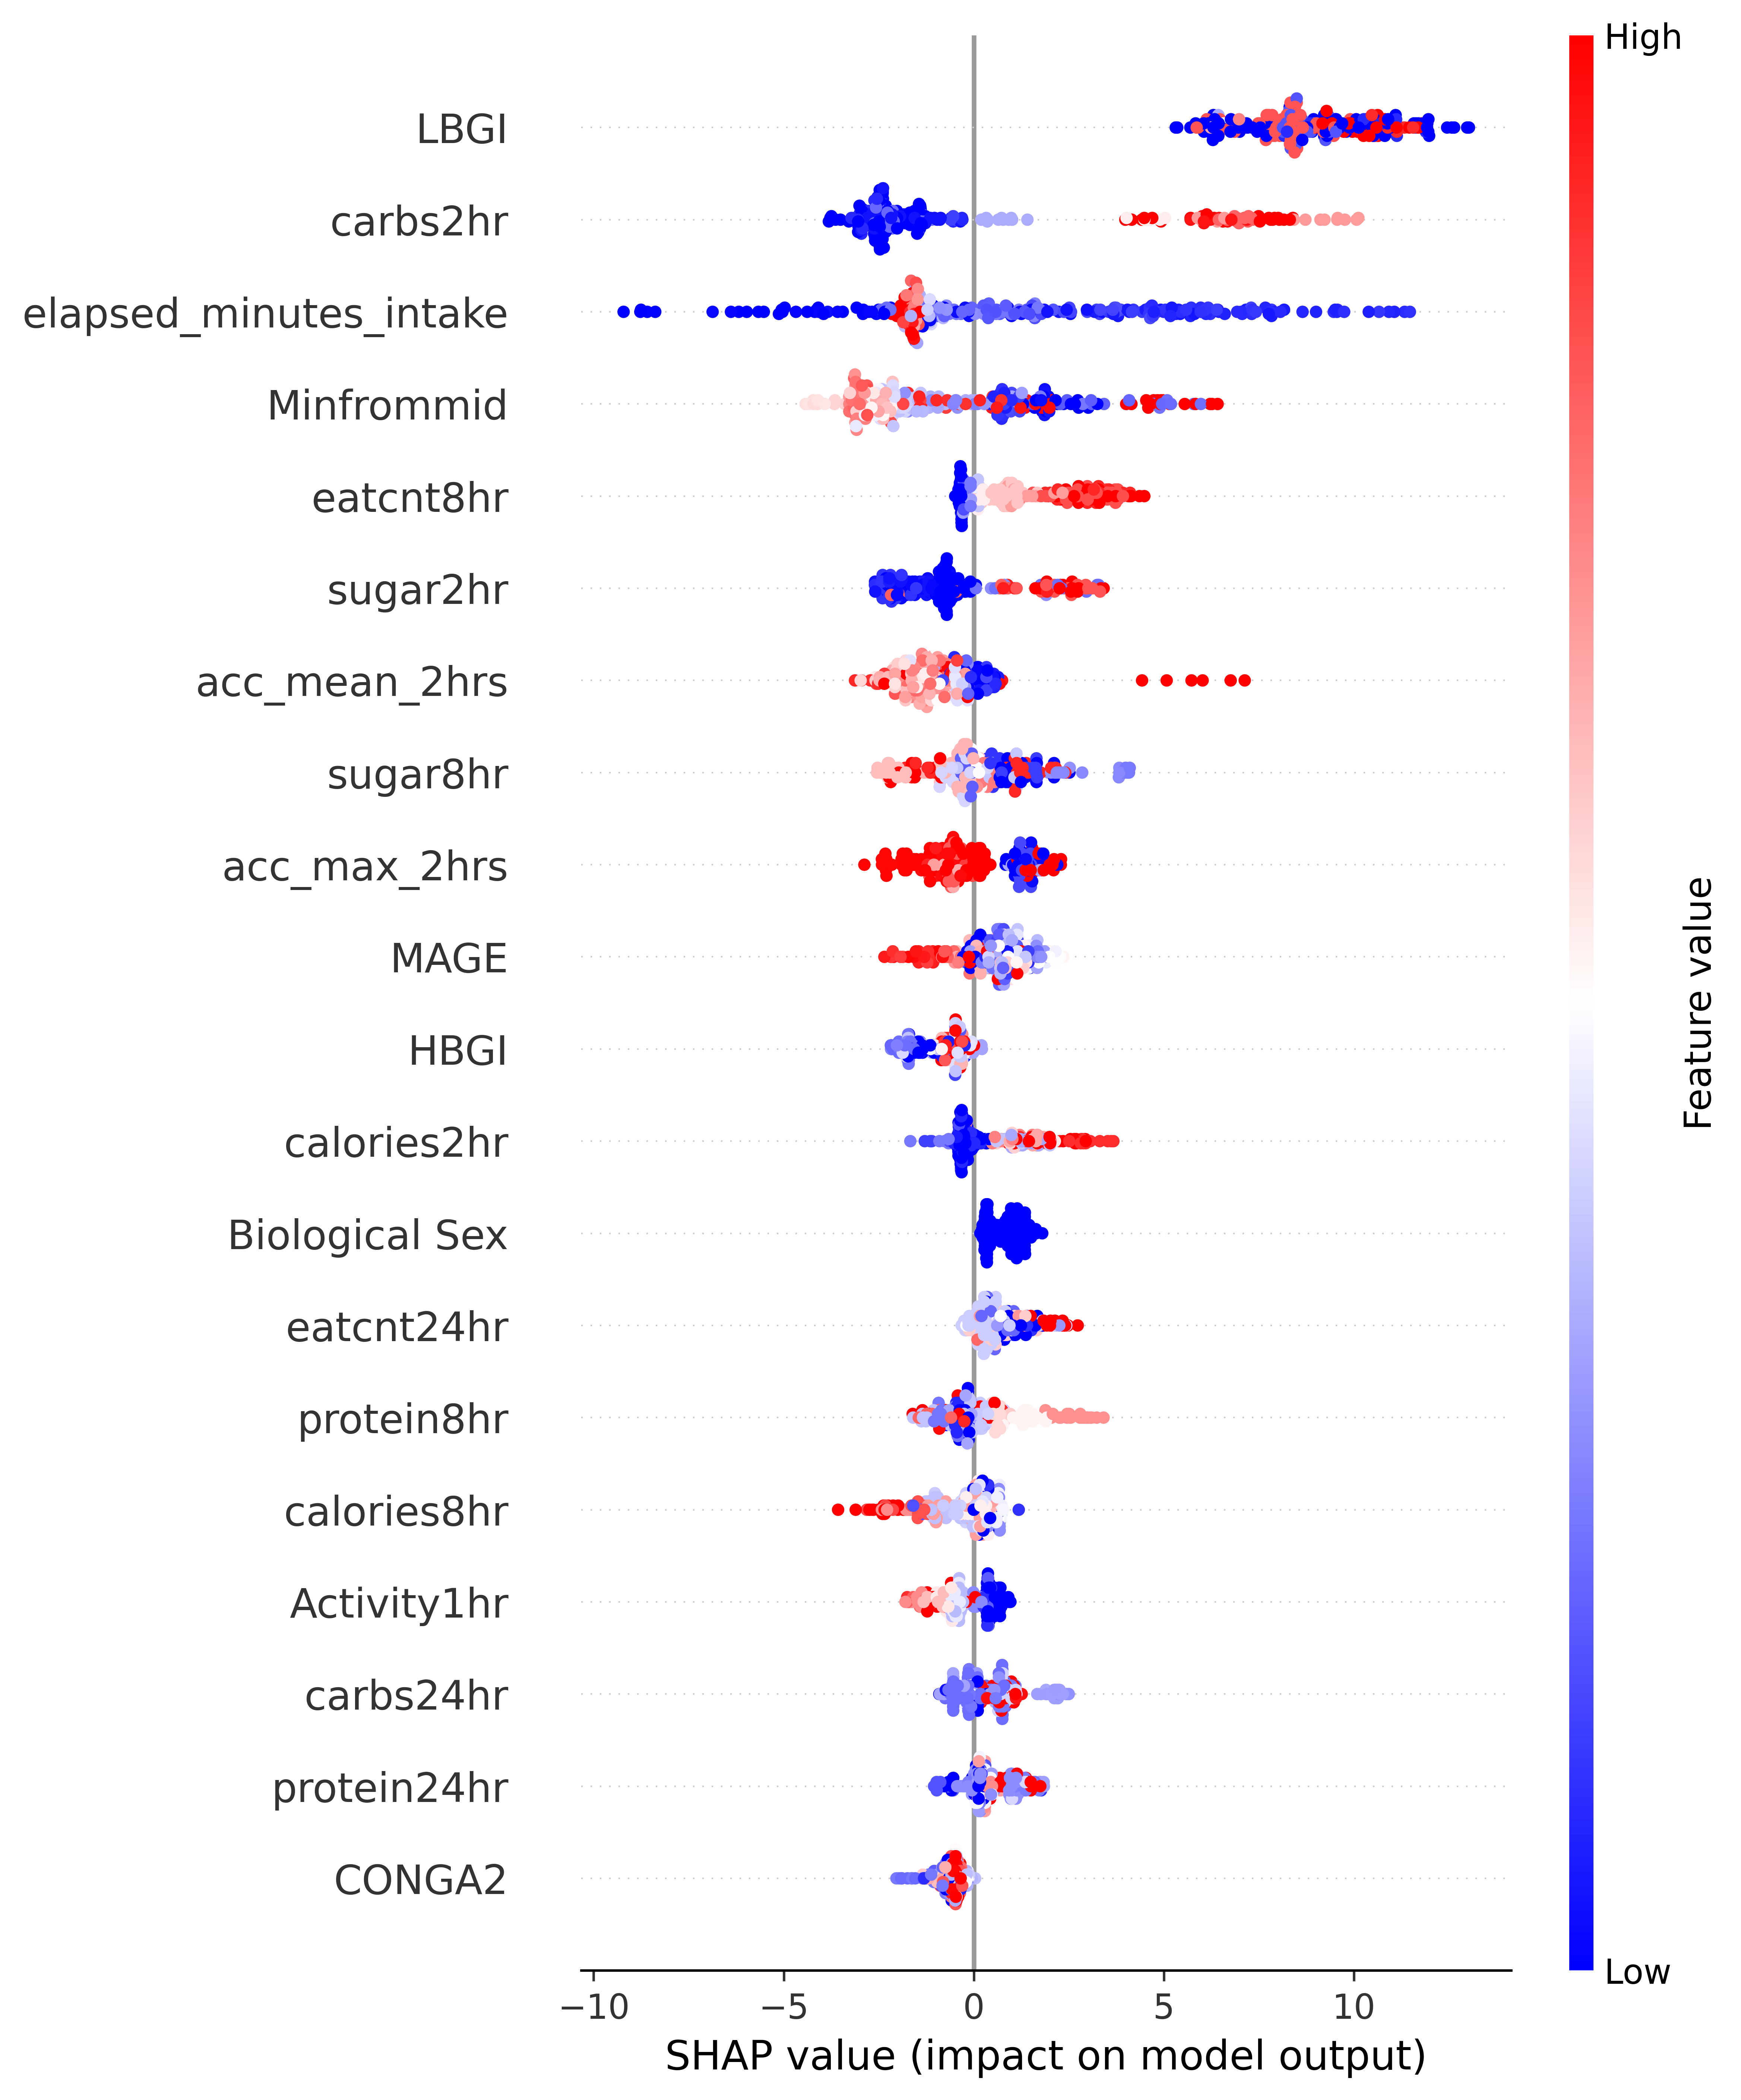 High
LBGI
carbs2hr
elapsed_minutes_intake
Minfrommid
eatcnt8hr
sugar2hr
acc_mean_2hrs
sugar8hr
acc_max_2hrs
MAGE
HBGI
calories2hr
Biological Sex
eatcnt24hr
protein8hr
calories8hr
Activity1hr
carbs24hr
protein24hr
CONGA2
Feature value
Low
−10 −5 0 5 10
SHAP value (impact on model output)